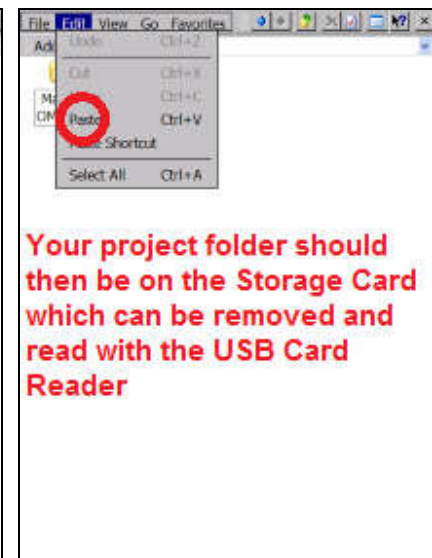 File Edit View Go Favorites
Undo Ctrl+Z
Cut Ctrl+X
Ctrl+C
Paste Ctrl+V
Shortcut
Select All Ctrl+A
Your project folder should
then be on the Storage Card
which can be removed and
read with the USB Card
Reader